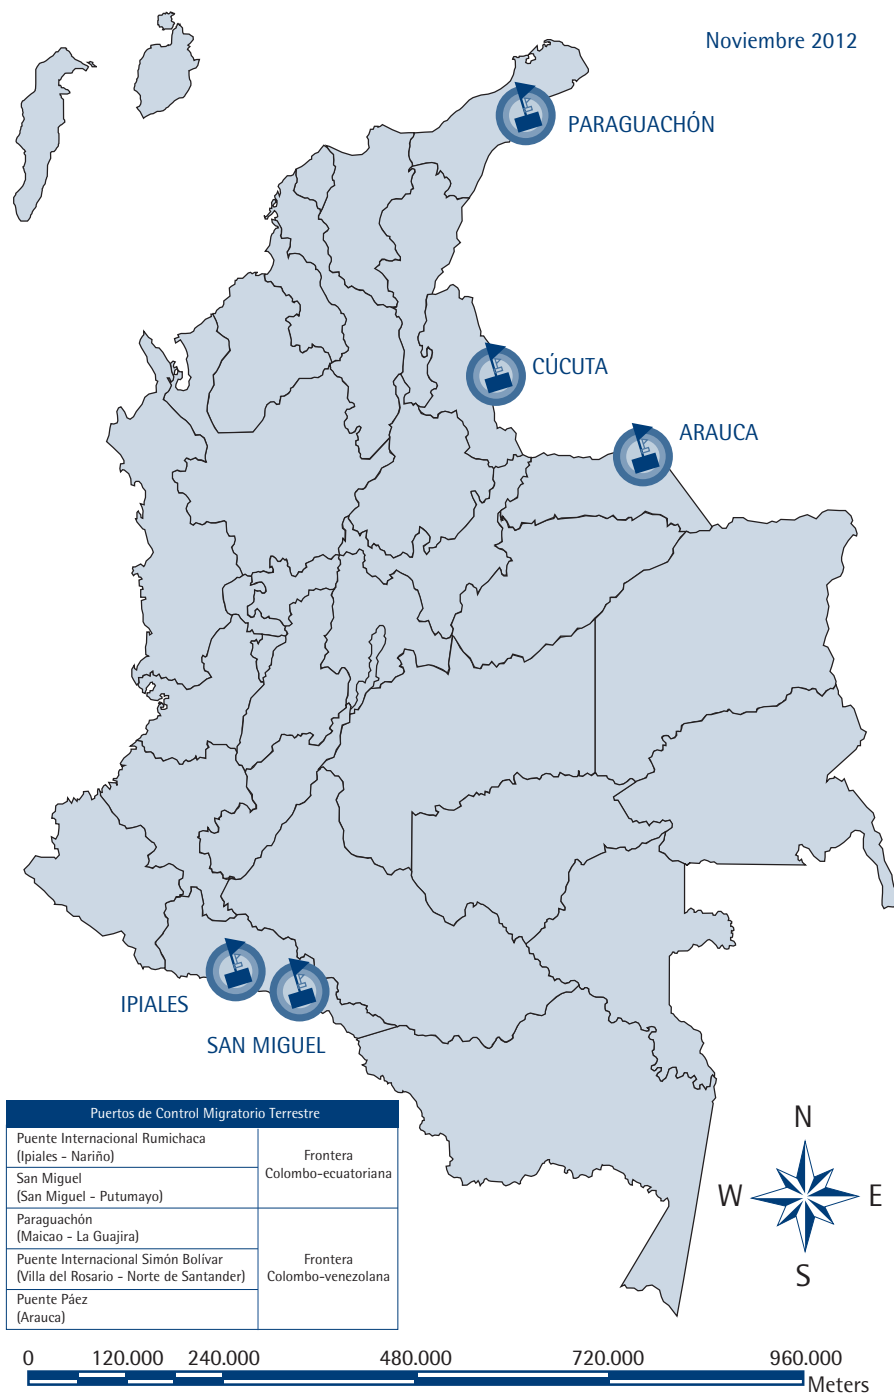 Noviembre 2012
PARAGUACHÓN
CÚCUTA
ARAUCA
IPIALES
SAN MIGUEL
Puertos de Control Migratorio Terrestre
Puente Internacional Rumichaca
(Ipiales - Nariño)
Frontera
Colombo-ecuatoriana
San Miguel
(San Miguel - Putumayo)
Paraguachón
(Maicao - La Guajira)
Puente Internacional Simón Bolívar
(Villa del Rosario - Norte de Santander)
Frontera
Colombo-venezolana
Puente Páez
(Arauca)
N
W
E
S
0 120.000 240.000 480.000 720.000 960.000
Meters